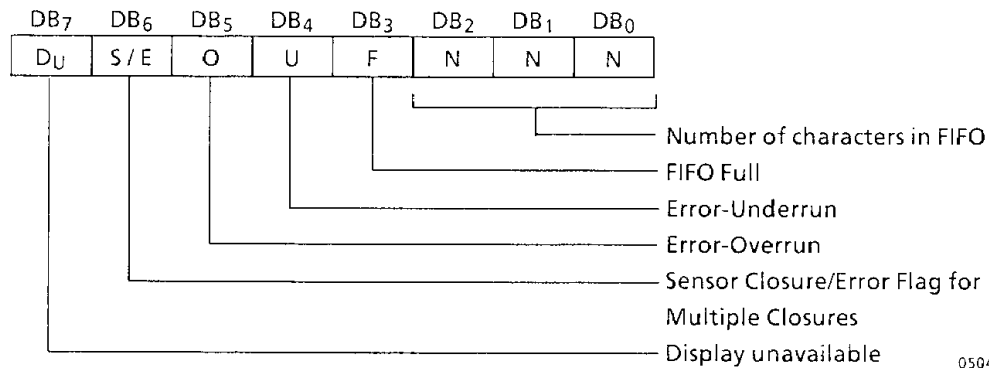 DB7 DB6 DB5 DB4 DB3 DB2 DB1 DB0
DU S/E O U F N N N
Number of characters in FIFO
FIFO Full
Error-Underrun
Error-Overrun
Sensor Closure/Error Flag for
Multiple Closures
Display unavailable
0504